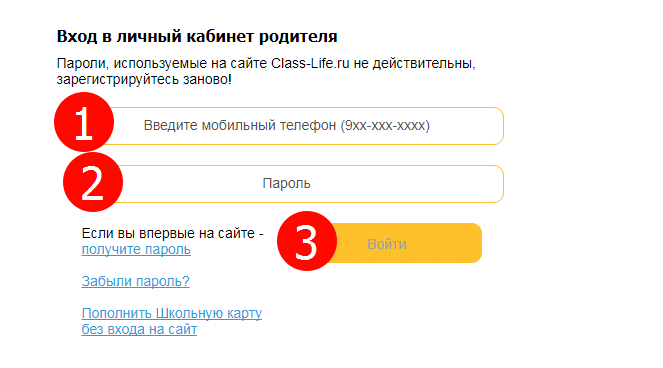 Вход в личный кабинет родителя
Пароли, используемые на сайте Class-Life.ru не действительны,
зарегистрируйтесь заново!
1
Введите мобильный телефон (9xx-xxx-xxxx)
2
Пароль
Если вы впервые на сайте -
получите пароль
3
Войти
Забыли пароль?
Пополнить Школьную карту
без входа на сайт